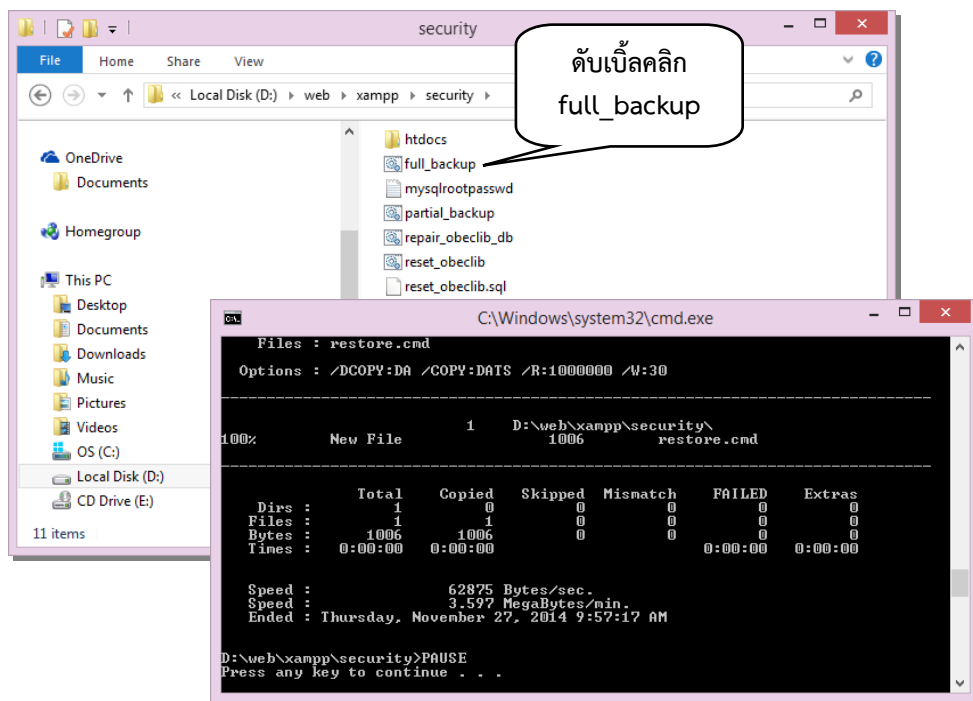 security
ดับเบิ้ลคลิก
full_backup
File Home Share View
« Local Disk (D:) web xampp security
OneDrive
Documents
Homegroup
This PC
Desktop
Documents
Downloads
Music
Pictures
Videos
OS (C:)
Local Disk (D:)
CD Drive (E:)
11 items
htdocs
full_backup
mysqlrootpasswd
partial_backup
repair_obeclib_db
reset_obeclib
reset_obeclib.sql
C:\Windows\system32\cmd.exe
Files : restore.cmd
Options : /DCOPY:DA /COPY:DATS /R:1000000 /W:30
------------------------------------------------------------------------------
1 D:\web\xampp\security\
100% New File 1006 restore.cmd
------------------------------------------------------------------------------
Total Copied Skipped Mismatch FAILED Extras
Dirs : 1 0 0 0 0 0
Files : 1 1 0 0 0 0
Bytes : 1006 1006 0 0 0 0
Times : 0:00:00 0:00:00 0:00:00 0:00:00
Speed : 62875 Bytes/sec.
Speed : 3.597 MegaBytes/min.
Ended : Thursday, November 27, 2014 9:57:17 AM
D:\web\xampp\security>PAUSE
Press any key to continue . . .